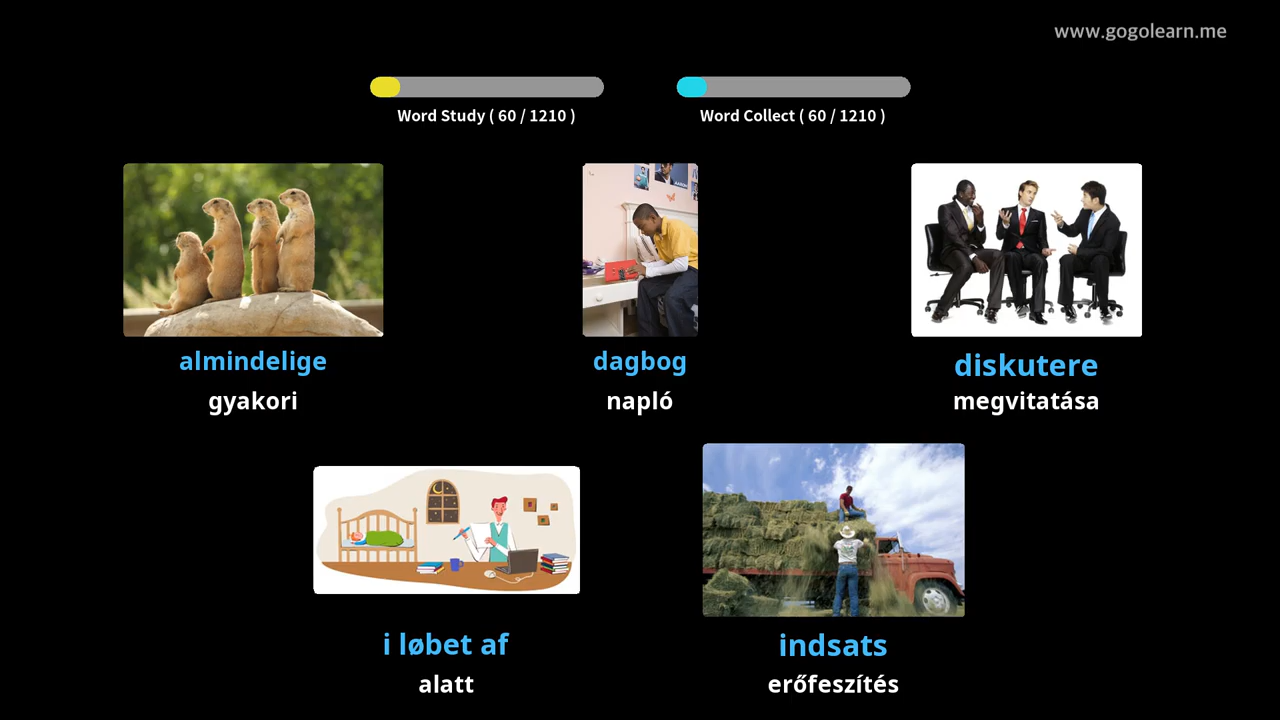 www.gogolearn.me
Word Study ( 60 / 1210 )
Word Collect ( 60 / 1210 )
almindelige
gyakori
dagbog
napló
diskutere
megvitatása
i løbet af
alatt
indsats
erőfeszítés